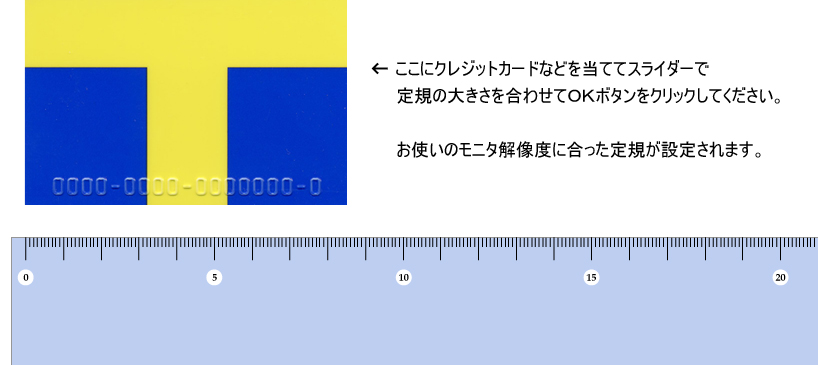 ← ここにクレジットカードなどを当ててスライダーで
定規の大きさを合わせてOKボタンをクリックしてください。
お使いのモニタ解像度に合った定規が設定されます。
0000-0000-0000000-0
0 5 10 15 20